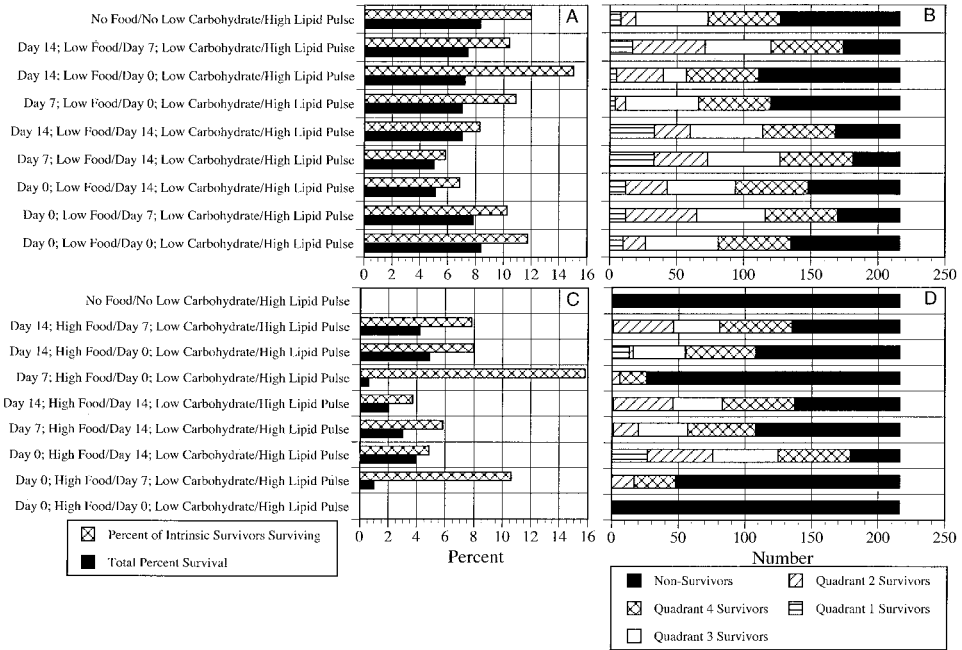 A
B
No Food/No Low Carbohydrate/High Lipid Pulse
Day 14; Low Food/Day 7; Low Carbohydrate/High Lipid Pulse
Day 14; Low Food/Day 0; Low Carbohydrate/High Lipid Pulse
Day 7; Low Food/Day 0; Low Carbohydrate/High Lipid Pulse
Day 14; Low Food/Day 14; Low Carbohydrate/High Lipid Pulse
Day 7; Low Food/Day 14; Low Carbohydrate/High Lipid Pulse
Day 0; Low Food/Day 14; Low Carbohydrate/High Lipid Pulse
Day 0; Low Food/Day 7; Low Carbohydrate/High Lipid Pulse
Day 0; Low Food/Day 0; Low Carbohydrate/High Lipid Pulse
0 2 4 6 8 10 12 14 16
0 50 100 150 200 250
C
D
No Food/No Low Carbohydrate/High Lipid Pulse
Day 14; High Food/Day 7; Low Carbohydrate/High Lipid Pulse
Day 14; High Food/Day 0; Low Carbohydrate/High Lipid Pulse
Day 7; High Food/Day 0; Low Carbohydrate/High Lipid Pulse
Day 14; High Food/Day 14; Low Carbohydrate/High Lipid Pulse
Day 7; High Food/Day 14; Low Carbohydrate/High Lipid Pulse
Day 0; High Food/Day 14; Low Carbohydrate/High Lipid Pulse
Day 0; High Food/Day 7; Low Carbohydrate/High Lipid Pulse
Day 0; High Food/Day 0; Low Carbohydrate/High Lipid Pulse
0 2 4 6 8 10 12 14 16
0 50 100 150 200 250
Percent
Number
Percent of Intrinsic Survivors Surviving
Total Percent Survival
Non-Survivors
Quadrant 2 Survivors
Quadrant 4 Survivors
Quadrant 1 Survivors
Quadrant 3 Survivors